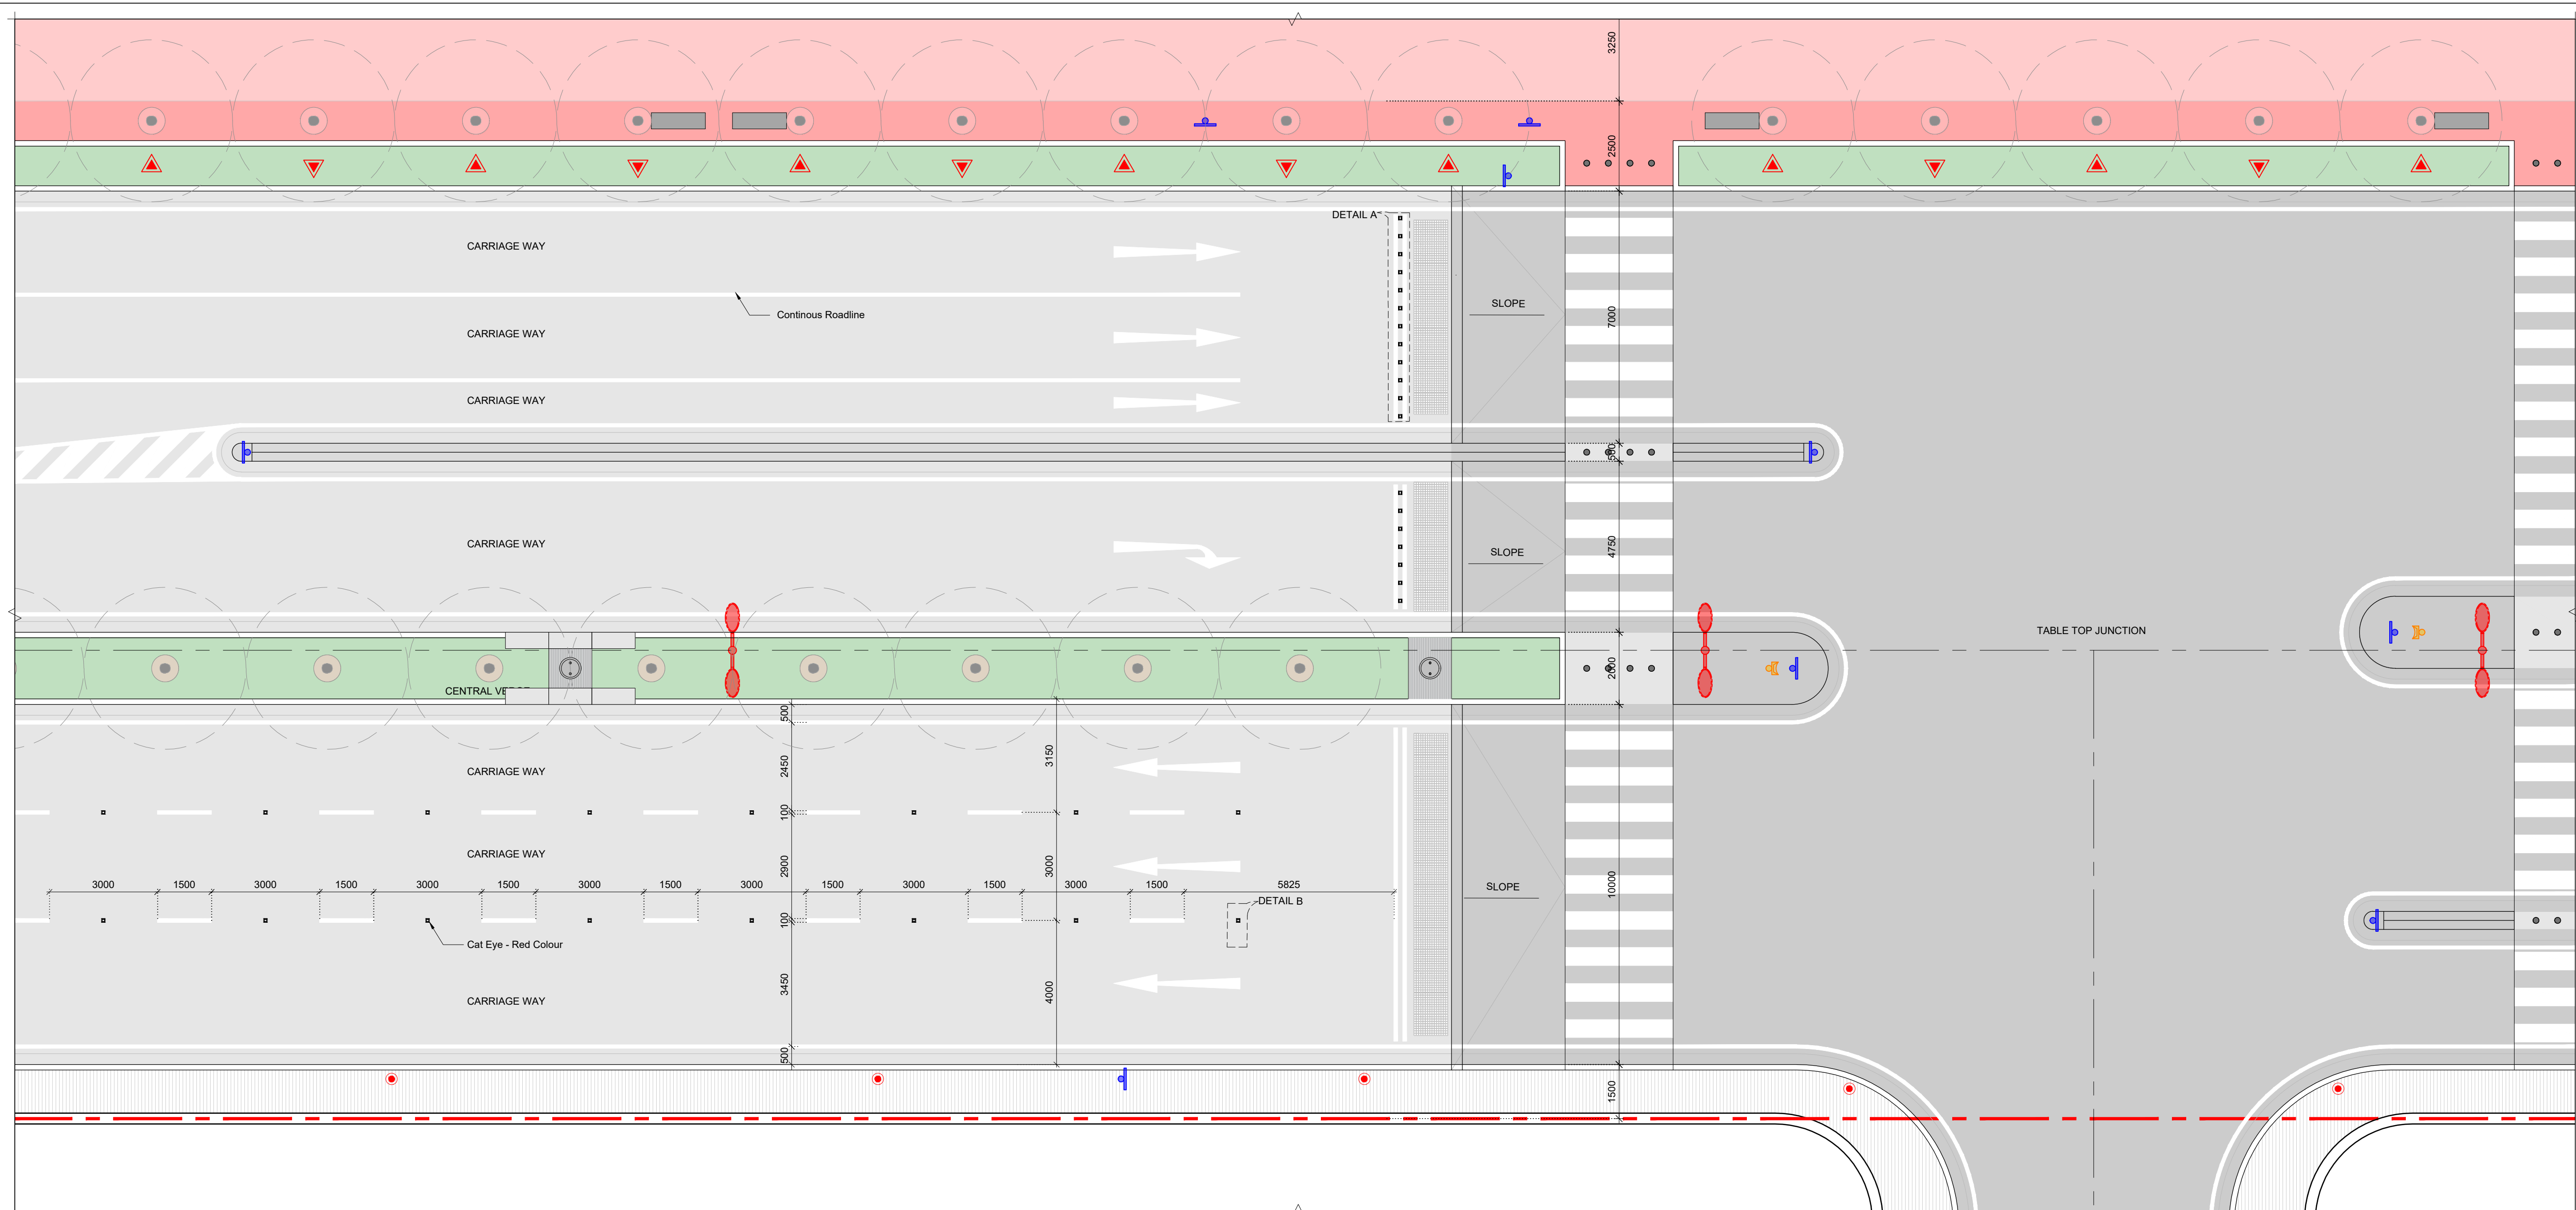 3250
2500
DETAIL A
CARRIAGE WAY
Continous Roadline
SLOPE
7000
CARRIAGE WAY
CARRIAGE WAY
500
CARRIAGE WAY
SLOPE
4750
TABLE TOP JUNCTION
2000
CENTRAL VERGE
500
3150
2450
CARRIAGE WAY
100
CARRIAGE WAY
2900
3000
3000
1500
3000
1500
3000
1500
3000
1500
3000
1500
3000
1500
3000
1500
5825
SLOPE
10000
DETAIL B
100
Cat Eye - Red Colour
3450
4000
CARRIAGE WAY
500
1500